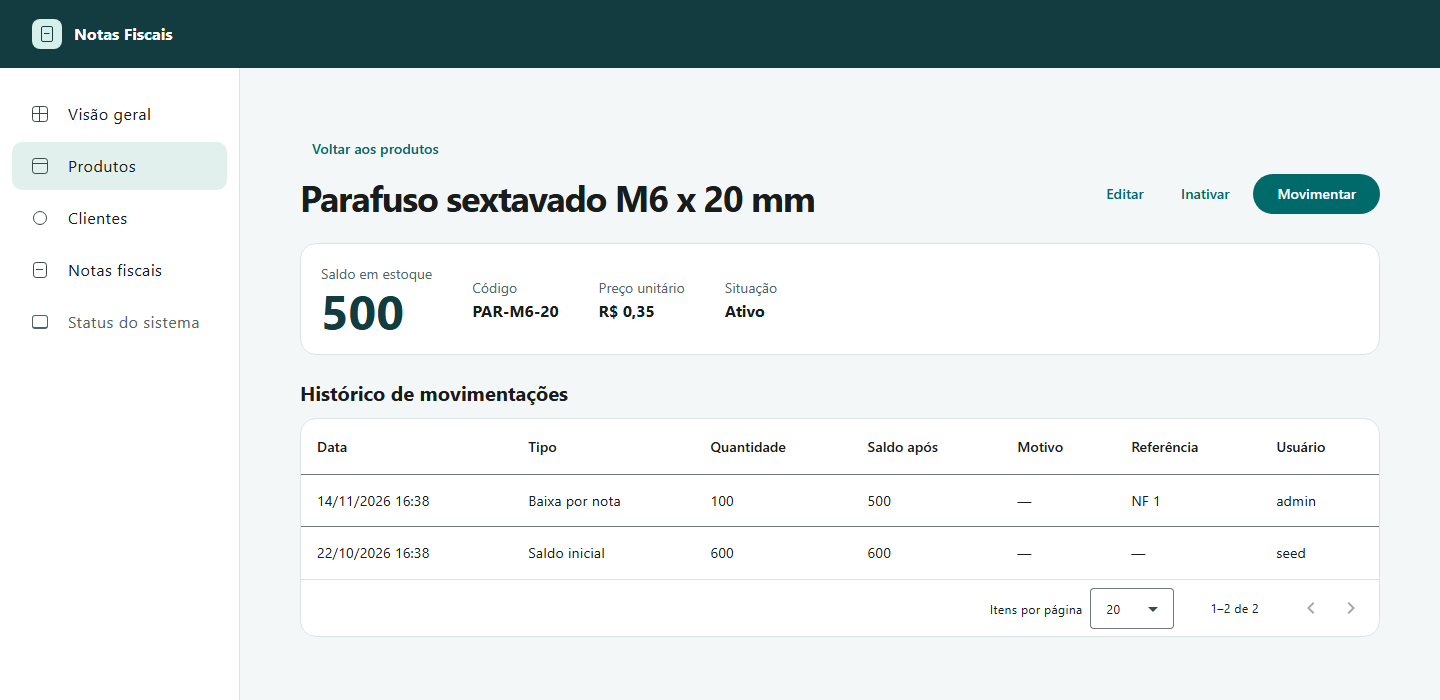 Notas Fiscais
Visão geral
Produtos
Clientes
Notas fiscais
Status do sistema
Voltar aos produtos
Parafuso sextavado M6 x 20 mm
Editar Inativar Movimentar
Saldo em estoque
500
Código
PAR-M6-20
Preço unitário
R$ 0,35
Situação
Ativo
Histórico de movimentações
Data Tipo Quantidade Saldo após Motivo Referência Usuário
14/11/2026 16:38 Baixa por nota 100 500 — NF 1 admin
22/10/2026 16:38 Saldo inicial 600 600 — — seed
Itens por página 20 1–2 de 2